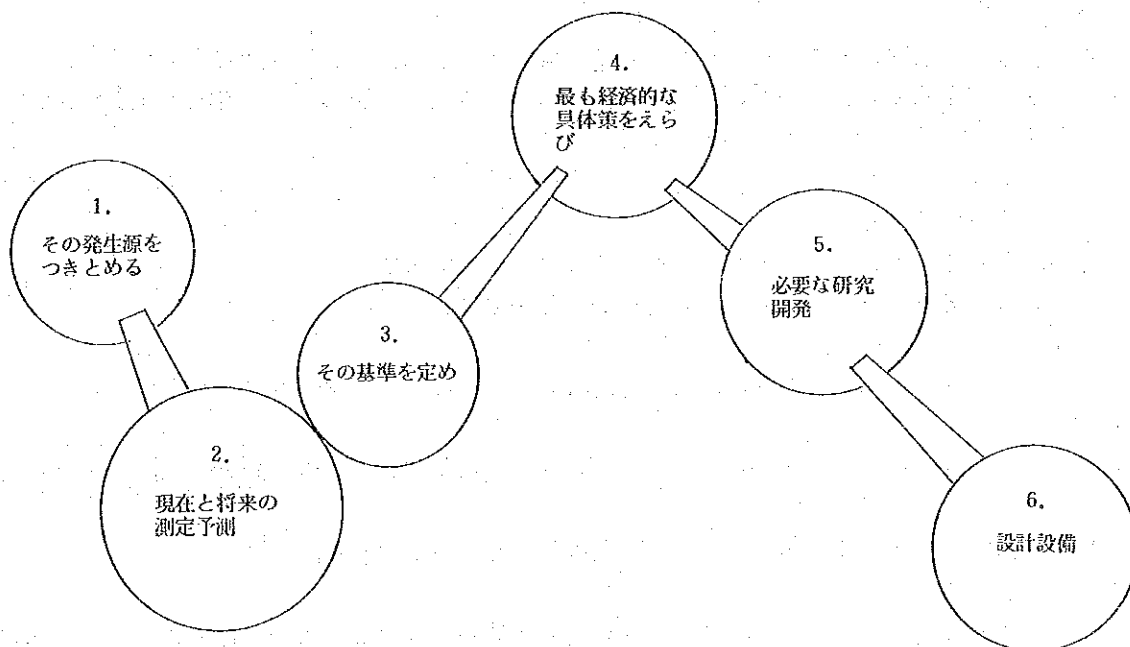 1.
その発生源を
つきとめる
2.
現在と将来の
測定予測
3.
その基準を定め
4.
最も経済的な
具体策をえら
び
5.
必要な研究
開発
6.
設計設備